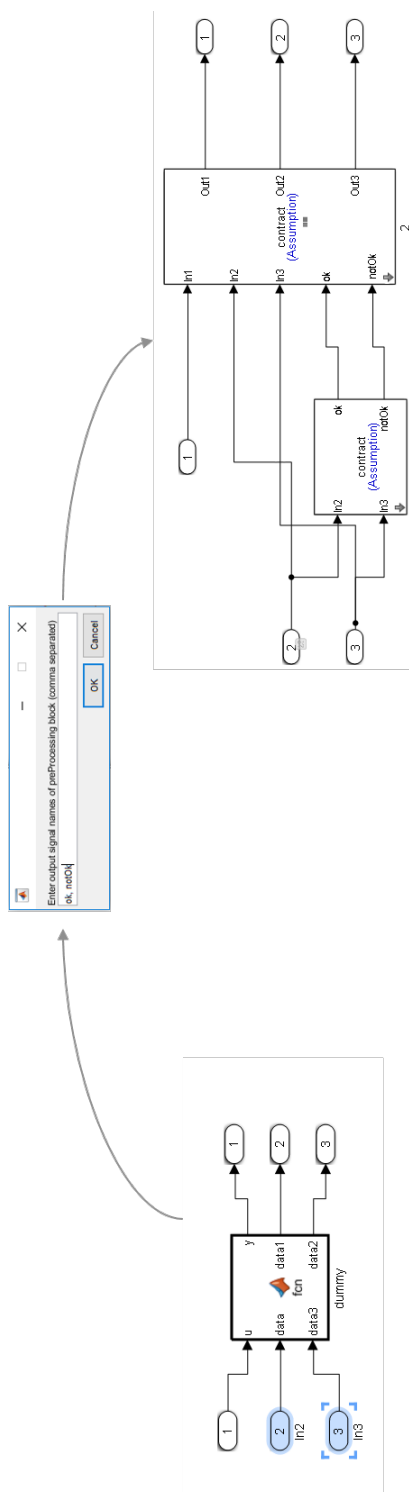 1
2
In2
3
In3
u
data
data3
fcn
y
data1
data2
dummy
1
2
3
Enter output signal names of preProcessing block (comma separated)
ok, notOk
OK
Cancel
2
3
1
In2
In3
contract
(Assumption)
ok
notOk
In1
In2
In3
ok
notOk
contract
(Assumption)
==
Out1
Out2
Out3
2
1
2
3